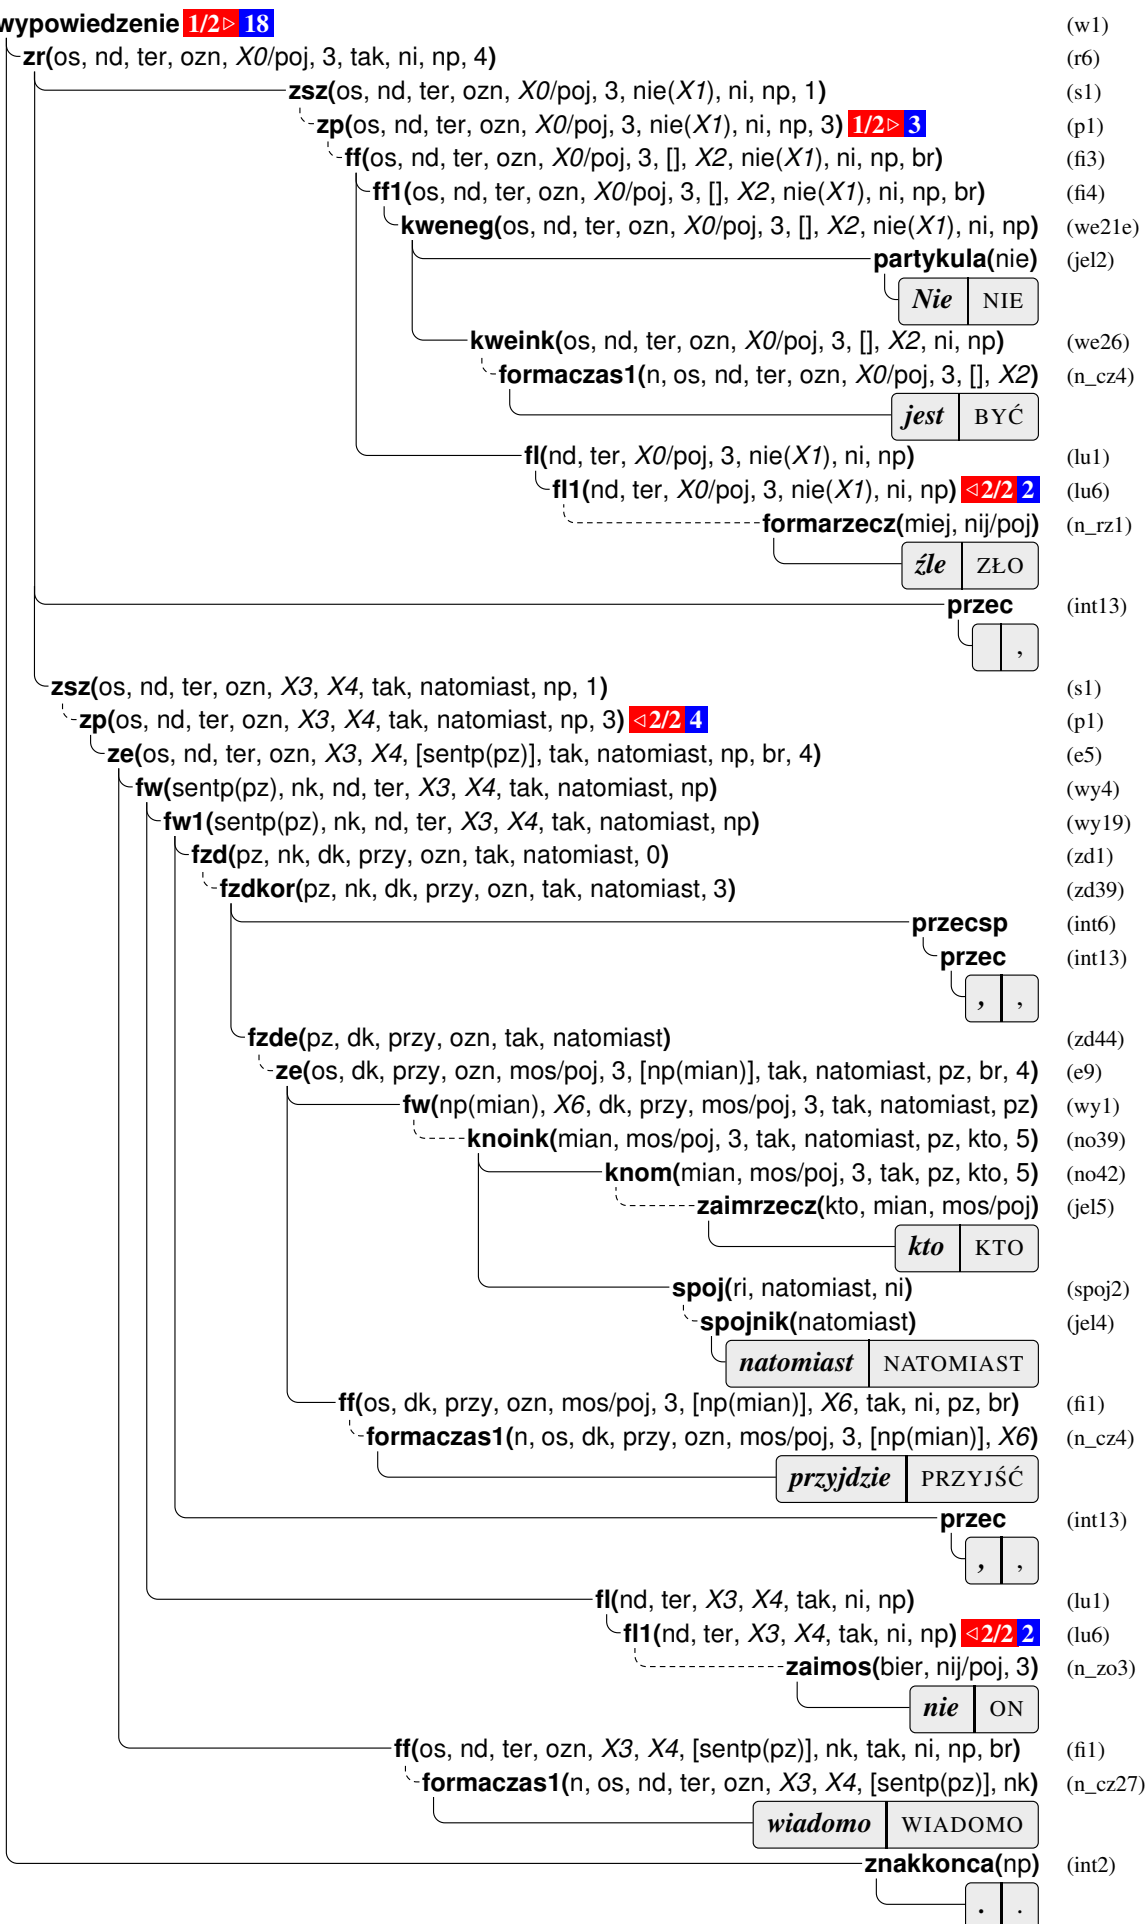 wypowiedzenie 1/2▷ 18 (w1)
zr(os, nd, ter, ozn, X0/poj, 3, tak, ni, np, 4) (r6)
zsz(os, nd, ter, ozn, X0/poj, 3, nie(X1), ni, np, 1) (s1)
zp(os, nd, ter, ozn, X0/poj, 3, nie(X1), ni, np, 3) 1/2▷ 3 (p1)
ff(os, nd, ter, ozn, X0/poj, 3, [], X2, nie(X1), ni, np, br) (fi3)
ff1(os, nd, ter, ozn, X0/poj, 3, [], X2, nie(X1), ni, np, br) (fi4)
kweneg(os, nd, ter, ozn, X0/poj, 3, [], X2, nie(X1), ni, np) (we21e)
partykula(nie) (jel2)
Nie NIE
kweink(os, nd, ter, ozn, X0/poj, 3, [], X2, ni, np) (we26)
formaczas1(n, os, nd, ter, ozn, X0/poj, 3, [], X2) (n_cz4)
jest BYĆ
fl(nd, ter, X0/poj, 3, nie(X1), ni, np) (lu1)
fl1(nd, ter, X0/poj, 3, nie(X1), ni, np) ◁2/2 2 (lu6)
formarzecz(miej, nij/poj) (n_rz1)
źle ZŁO
przec (int13)
,
zsz(os, nd, ter, ozn, X3, X4, tak, natomiast, np, 1) (s1)
zp(os, nd, ter, ozn, X3, X4, tak, natomiast, np, 3) ◁2/2 4 (p1)
ze(os, nd, ter, ozn, X3, X4, [sentp(pz)], tak, natomiast, np, br, 4) (e5)
fw(sentp(pz), nk, nd, ter, X3, X4, tak, natomiast, np) (wy4)
fw1(sentp(pz), nk, nd, ter, X3, X4, tak, natomiast, np) (wy19)
fzd(pz, nk, dk, przy, ozn, tak, natomiast, 0) (zd1)
fzdkor(pz, nk, dk, przy, ozn, tak, natomiast, 3) (zd39)
przecsp (int6)
przec (int13)
, ,
fzde(pz, dk, przy, ozn, tak, natomiast) (zd44)
ze(os, dk, przy, ozn, mos/poj, 3, [np(mian)], tak, natomiast, pz, br, 4) (e9)
fw(np(mian), X6, dk, przy, mos/poj, 3, tak, natomiast, pz) (wy1)
knoink(mian, mos/poj, 3, tak, natomiast, pz, kto, 5) (no39)
knom(mian, mos/poj, 3, tak, pz, kto, 5) (no42)
zaimrzecz(kto, mian, mos/poj) (jel5)
kto KTO
spoj(ri, natomiast, ni) (spoj2)
spojnik(natomiast) (jel4)
natomiast NATOMIAST
ff(os, dk, przy, ozn, mos/poj, 3, [np(mian)], X6, tak, ni, pz, br) (fi1)
formaczas1(n, os, dk, przy, ozn, mos/poj, 3, [np(mian)], X6) (n_cz4)
przyjdzie PRZYJŚĆ
przec (int13)
, ,
fl(nd, ter, X3, X4, tak, ni, np) (lu1)
fl1(nd, ter, X3, X4, tak, ni, np) ◁2/2 2 (lu6)
zaimos(bier, nij/poj, 3) (n_zo3)
nie ON
ff(os, nd, ter, ozn, X3, X4, [sentp(pz)], nk, tak, ni, np, br) (fi1)
formaczas1(n, os, nd, ter, ozn, X3, X4, [sentp(pz)], nk) (n_cz27)
wiadomo WIADOMO
znakkonca(np) (int2)
. .